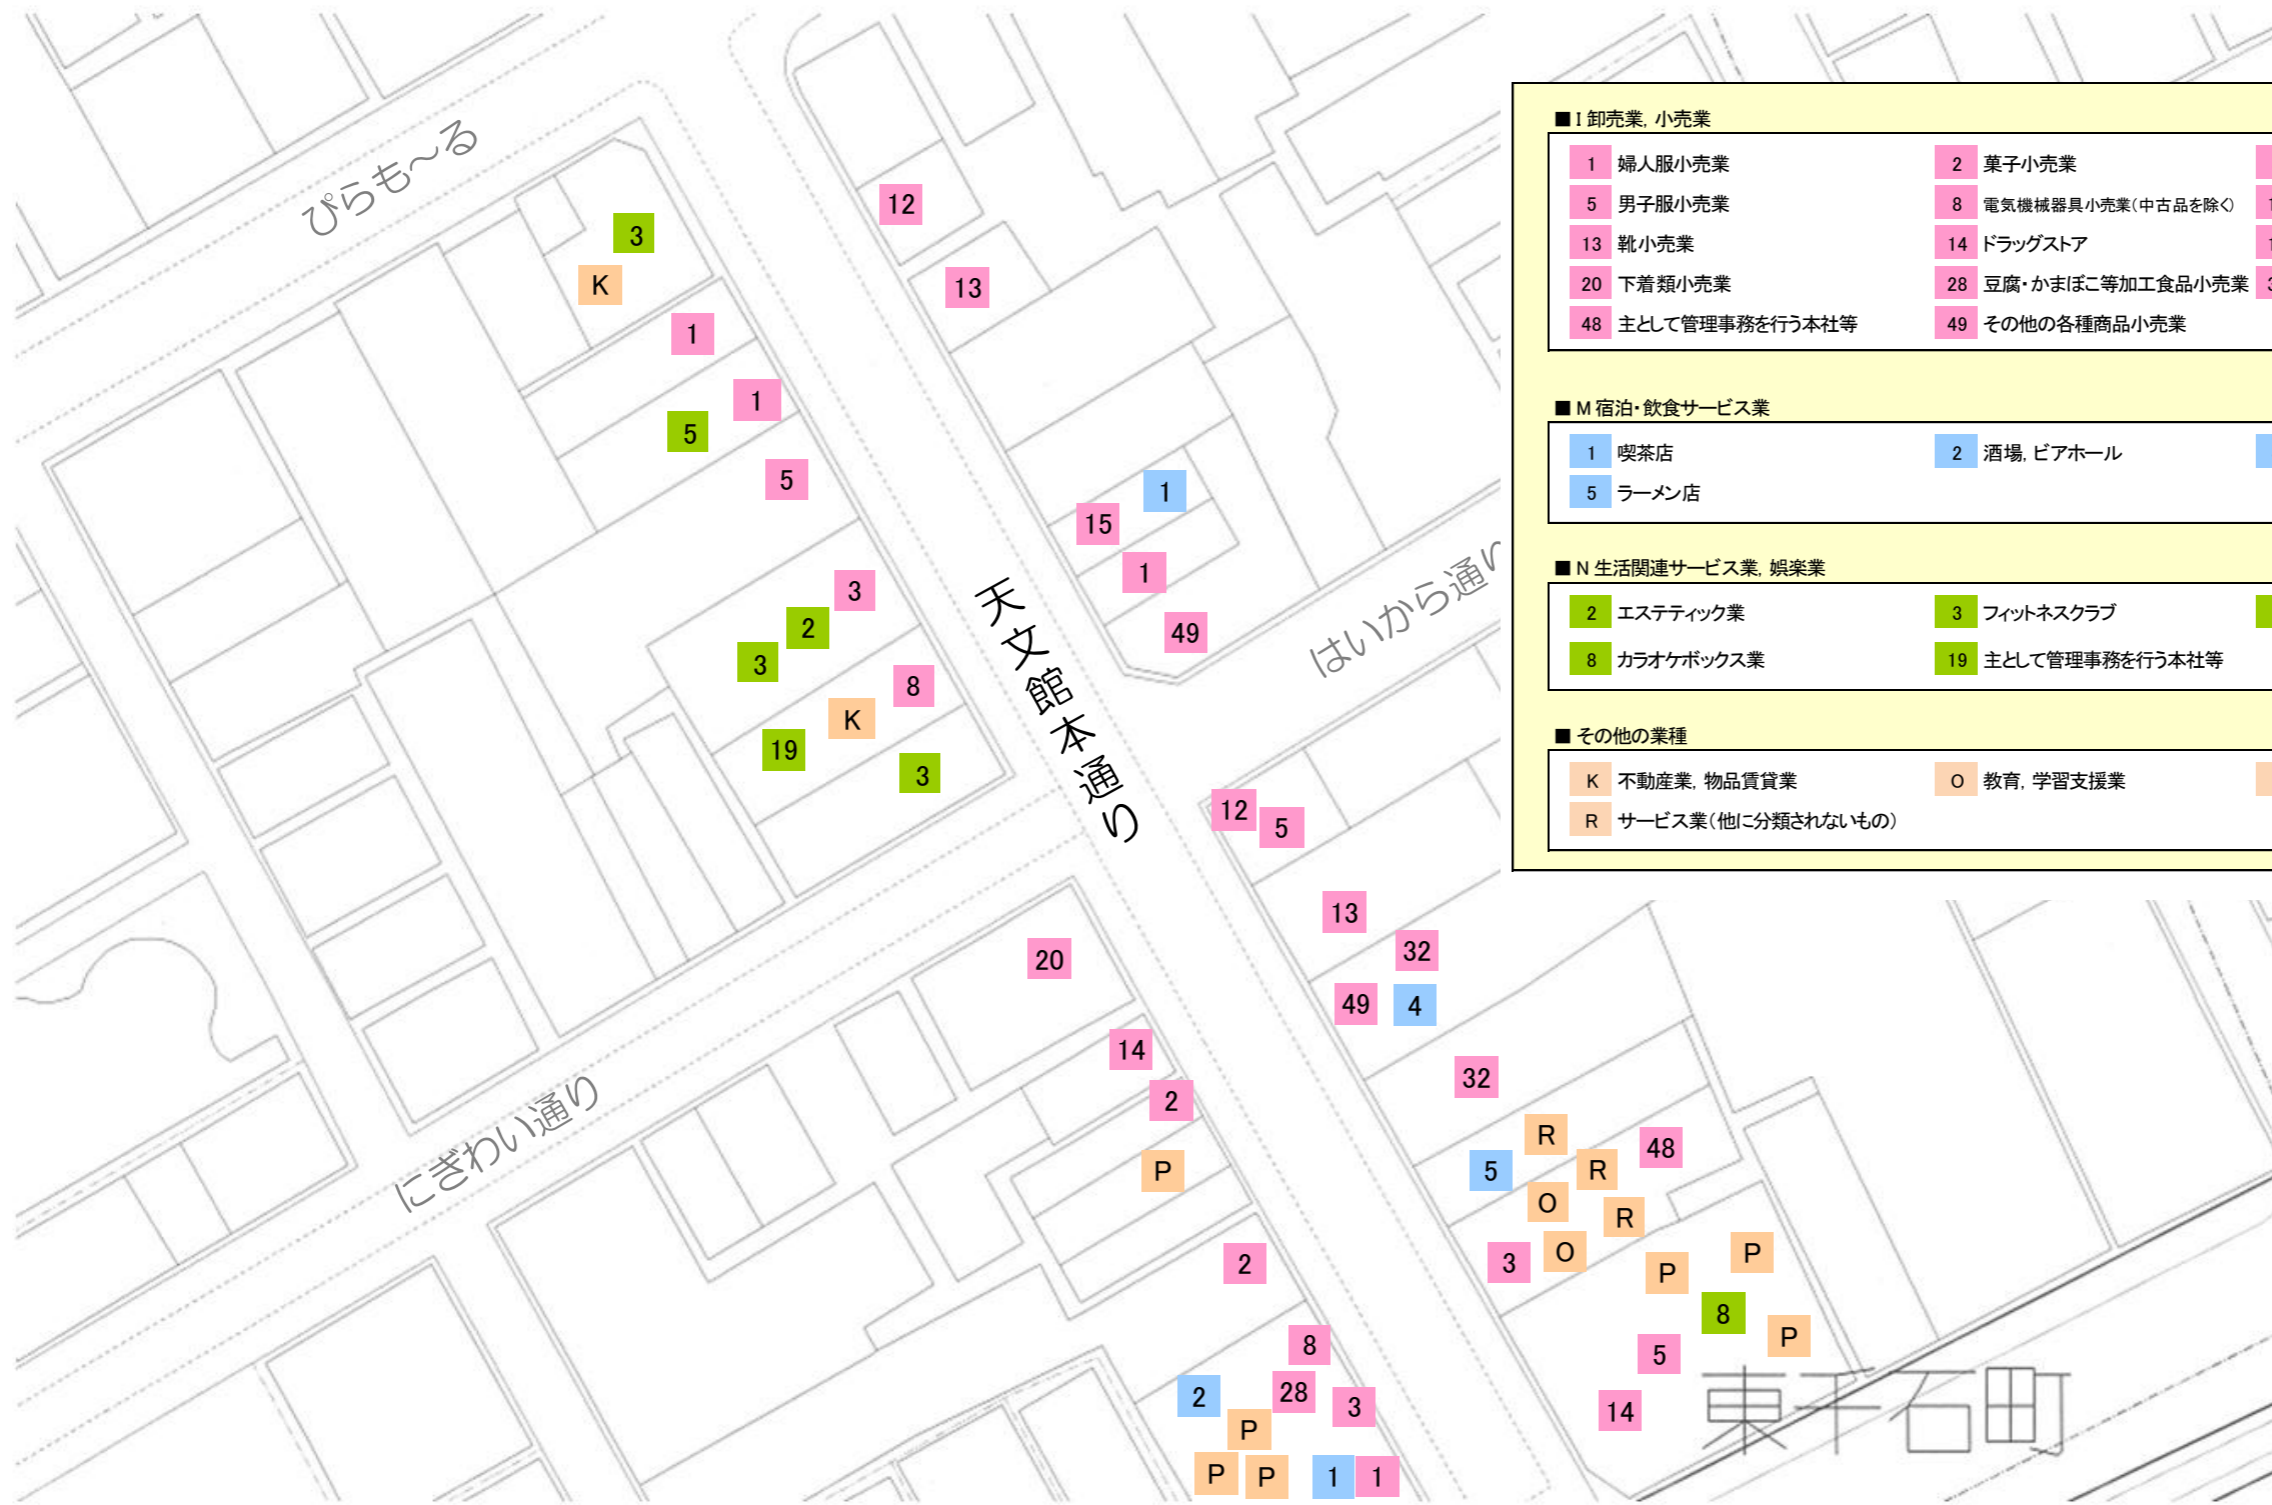 ぴらも～る
天文館本通り
はいから通り
にぎわい通り
東千石町
3
K
1
1
5
5
3
2
3
8
K
19
3
12
13
1
15
1
49
12
5
13
32
49
4
32
20
14
2
P
2
R
48
5
R
O
R
3
O
P
P
8
P
5
14
8
2
28
3
P
P
P
1
1
■ I 卸売業, 小売業
1 婦人服小売業 2 菓子小売業
5 男子服小売業 8 電気機械器具小売業(中古品を除く)
13 靴小売業 14 ドラッグストア
20 下着類小売業 28 豆腐・かまぼこ等加工食品小売業
48 主として管理事務を行う本社等 49 その他の各種商品小売業
■ M 宿泊・飲食サービス業
1 喫茶店 2 酒場, ビアホール
5 ラーメン店
■ N 生活関連サービス業, 娯楽業
2 エステティック業 3 フィットネスクラブ
8 カラオケボックス業 19 主として管理事務を行う本社等
■ その他の業種
K 不動産業, 物品賃貸業 O 教育, 学習支援業
R サービス業(他に分類されないもの)